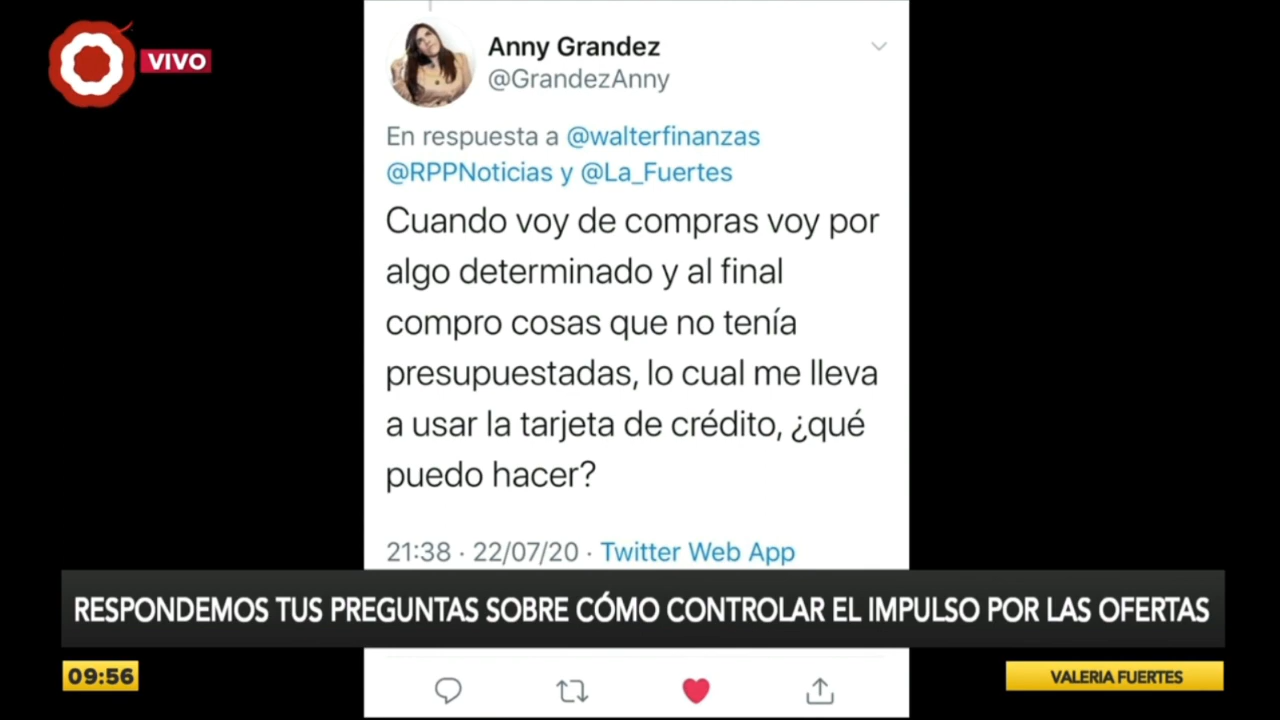 VIVO
Anny Grandez
@GrandezAnny
En respuesta a @walterfinanzas
@RPPNoticias y @La_Fuertes
Cuando voy de compras voy por
algo determinado y al final
compro cosas que no tenía
presupuestadas, lo cual me lleva
a usar la tarjeta de crédito, ¿qué
puedo hacer?
21:38 · 22/07/20 · Twitter Web App
RESPONDEMOS TUS PREGUNTAS SOBRE CÓMO CONTROLAR EL IMPULSO POR LAS OFERTAS
09:56
VALERIA FUERTES